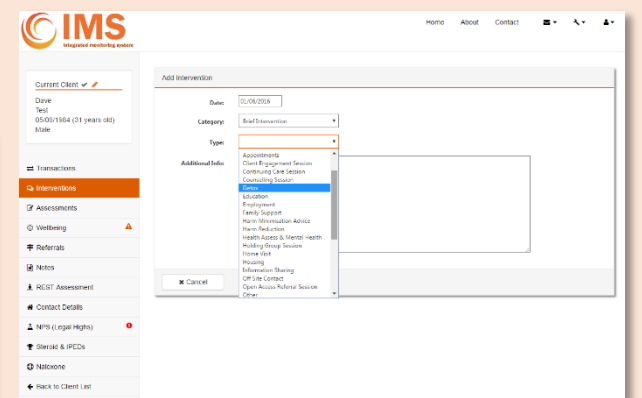 IMS
Integrated monitoring system
Home About Contact
Current Client
Dave
Test
05/08/1984 (31 years old)
Male
Transactions
Interventions
Assessments
Wellbeing
Referrals
Notes
REST Assessment
Contact Details
NPS (Legal Highs)
Steroid & IPEDs
Naloxone
Back to Client List
Add Intervention
Date: 01/06/2016
Category: Brief Intervention
Type:
Additional Info:
Appointments
Client Engagement Session
Continuing Care Session
Counselling Session
Detox
Education
Employment
Family Support
Harm Minimisation Advice
Harm Reduction
Health Access & Mental Health
Holding Group Session
Home Visit
Housing
Information Sharing
Off Site Contact
Open Access Referral Session
Other
Cancel